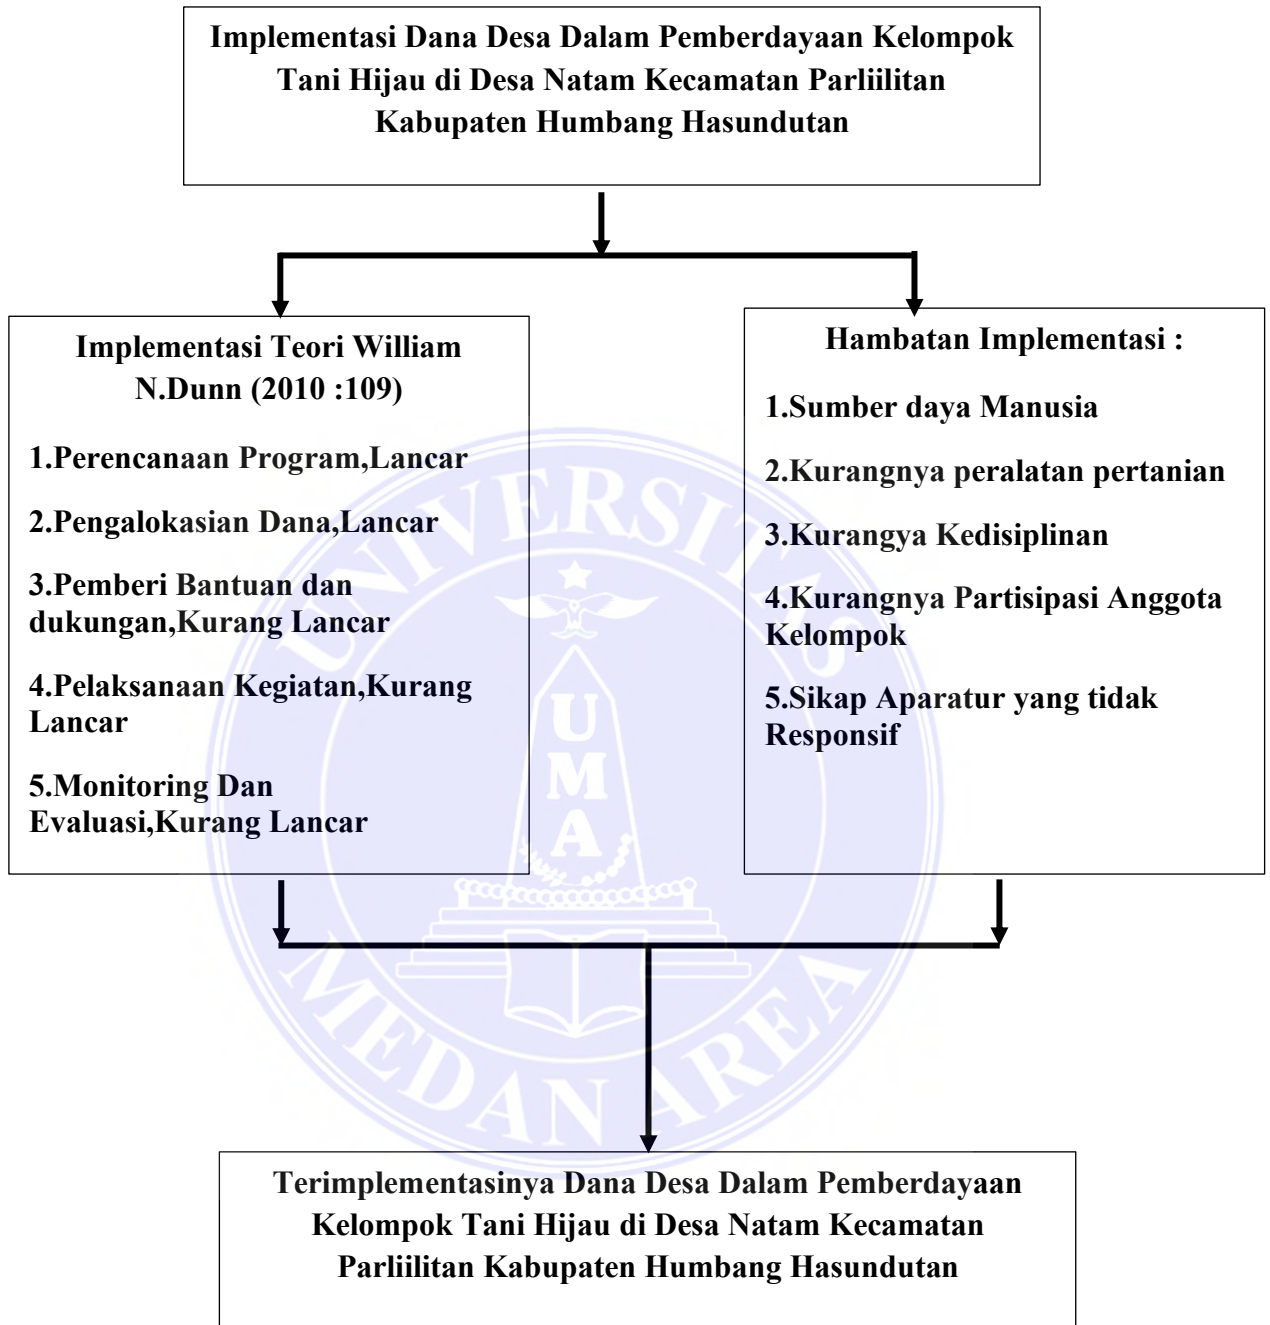 Implementasi Dana Desa Dalam Pemberdayaan Kelompok
Tani Hijau di Desa Natam Kecamatan Parliilitan
Kabupaten Humbang Hasundutan
Implementasi Teori William
N.Dunn (2010 :109)
1.Perencanaan Program,Lancar
2.Pengalokasian Dana,Lancar
3.Pemberi Bantuan dan
dukungan,Kurang Lancar
4.Pelaksanaan Kegiatan,Kurang
Lancar
5.Monitoring Dan
Evaluasi,Kurang Lancar
Hambatan Implementasi :
1.Sumber daya Manusia
2.Kurangnya peralatan pertanian
3.Kurangya Kedisiplinan
4.Kurangnya Partisipasi Anggota
Kelompok
5.Sikap Aparatur yang tidak
Responsif
UNIVERSITAS
UMA
MEDAN AREA
Terimplementasinya Dana Desa Dalam Pemberdayaan
Kelompok Tani Hijau di Desa Natam Kecamatan
Parliilitan Kabupaten Humbang Hasundutan